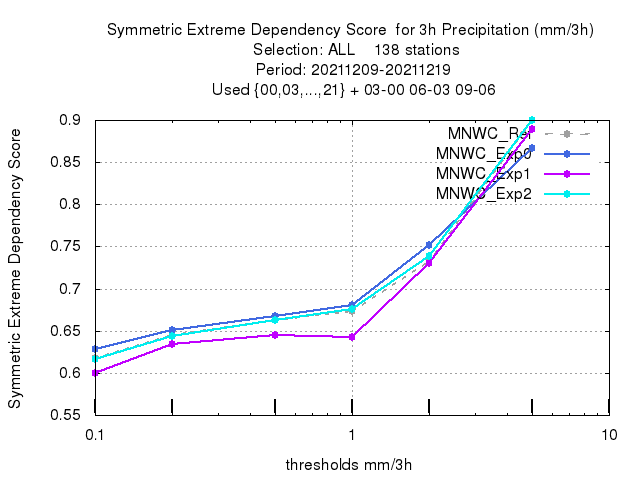 Symmetric Extreme Dependency Score  for 3h Precipitation (mm/3h)
Selection: ALL    138 stations
Period: 20211209-20211219
Used {00,03,...,21} + 03-00 06-03 09-06
Symmetric Extreme Dependency Score
0.9
0.85
0.8
0.75
0.7
0.65
0.6
0.55
MNWC_Ref
MNWC_Exp0
MNWC_Exp1
MNWC_Exp2
0.1
1
10
thresholds mm/3h